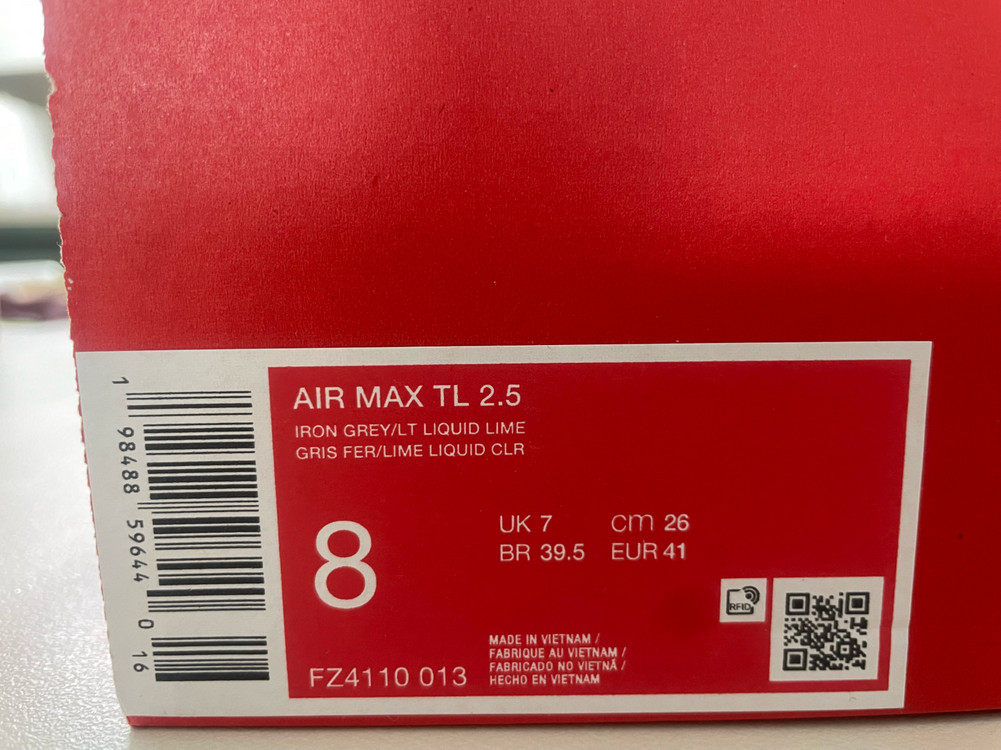 AIR MAX TL 2.5
IRON GREY/LT LIQUID LIME
GRIS FER/LIME LIQUID CLR
8
UK 7 cm 26
BR 39.5 EUR 41
RFID
MADE IN VIETNAM /
FABRIQUE AU VIETNAM /
FABRICADO NO VIETNÃ /
HECHO EN VIETNAM
FZ4110 013
1 98488 59644 0 16